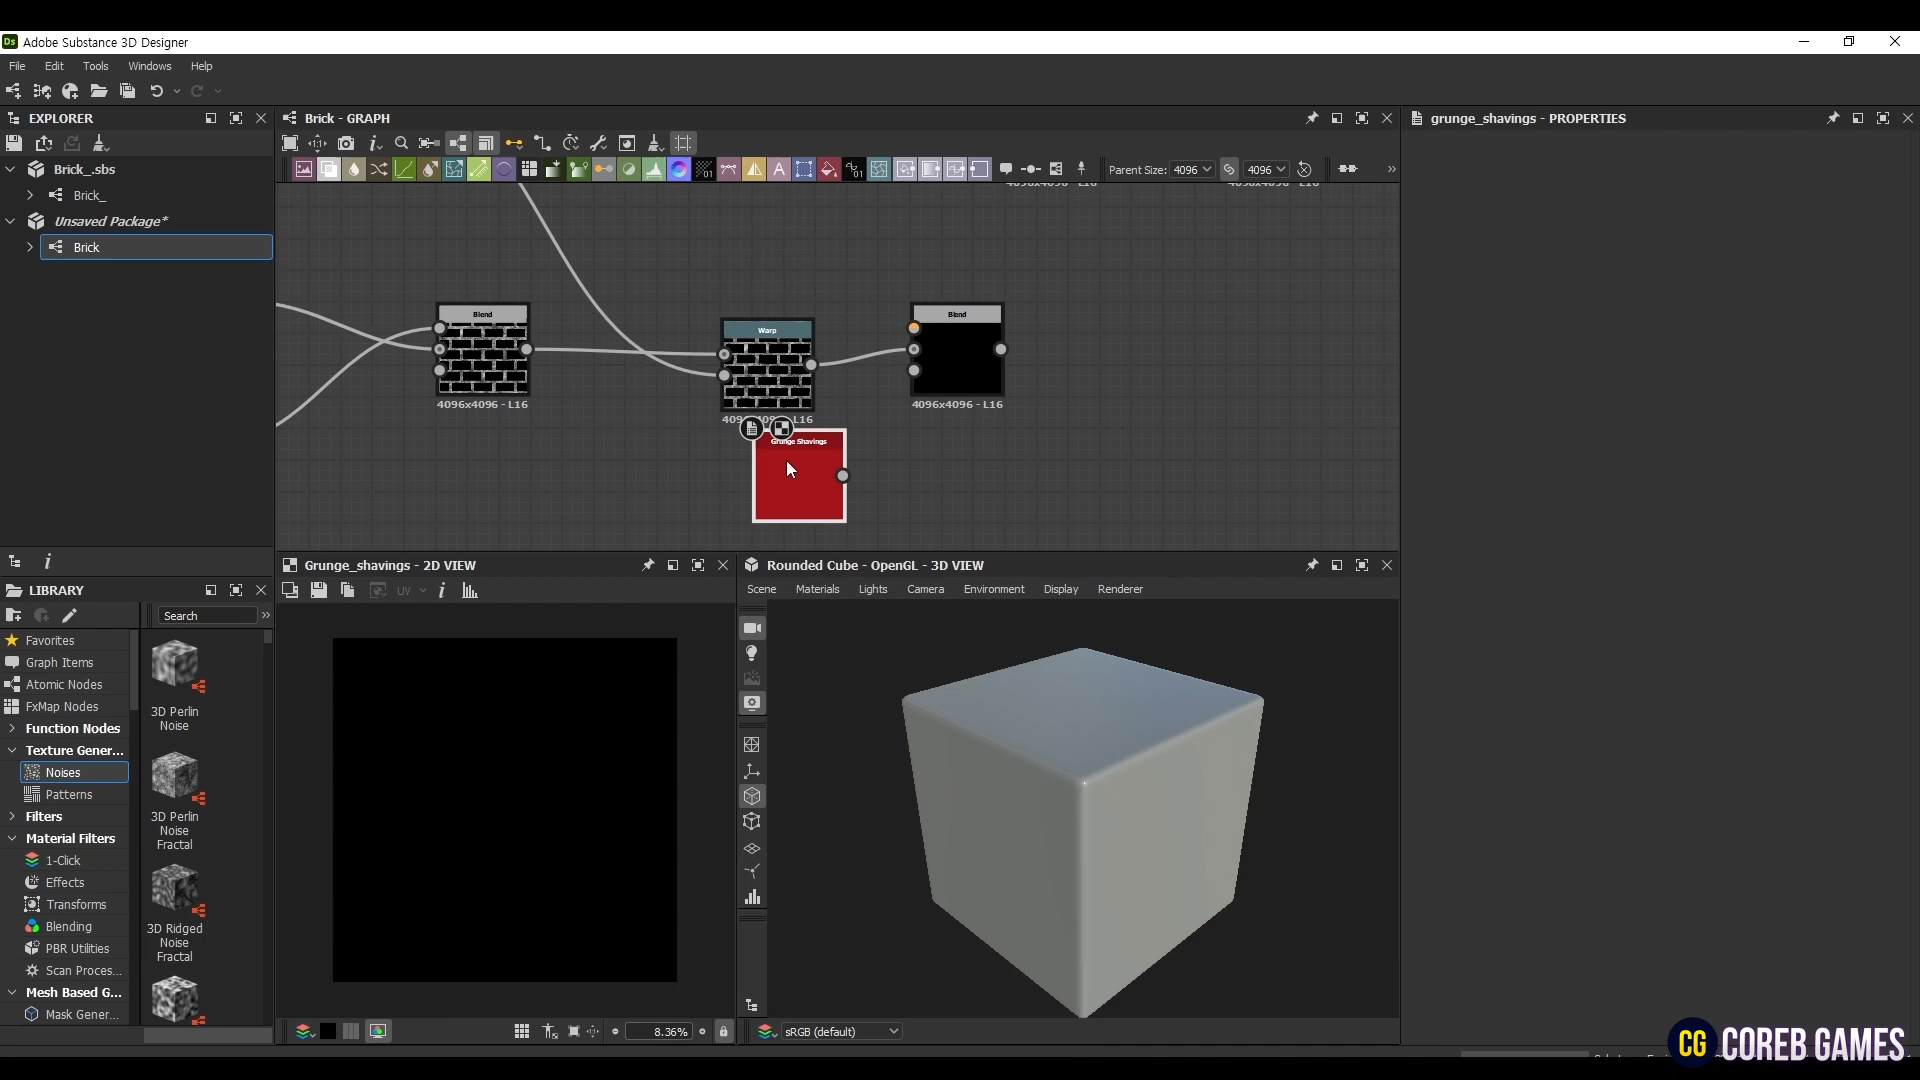 Ds Adobe Substance 3D Designer
File Edit Tools Windows Help
EXPLORER
Brick_.sbs
Brick_
Unsaved Package*
Brick
Brick - GRAPH
Parent Size: 4096 4096
4096x4096 - L16 4096x4096 - L16
Blend
4096x4096 - L16
Warp
Blend
4096x4096 - L16
Grunge Shavings
grunge_shavings - PROPERTIES
LIBRARY
Search
Favorites
Graph Items
Atomic Nodes
FxMap Nodes
Function Nodes
Texture Gener...
Noises
Patterns
Filters
Material Filters
1-Click
Effects
Transforms
Blending
PBR Utilities
Scan Proces...
Mesh Based G...
Mask Gener...
3D Perlin
Noise
3D Perlin
Noise
Fractal
3D Ridged
Noise
Fractal
Grunge_shavings - 2D VIEW
UV
8.36%
Rounded Cube - OpenGL - 3D VIEW
Scene Materials Lights Camera Environment Display Renderer
sRGB (default)
CG COREB GAMES